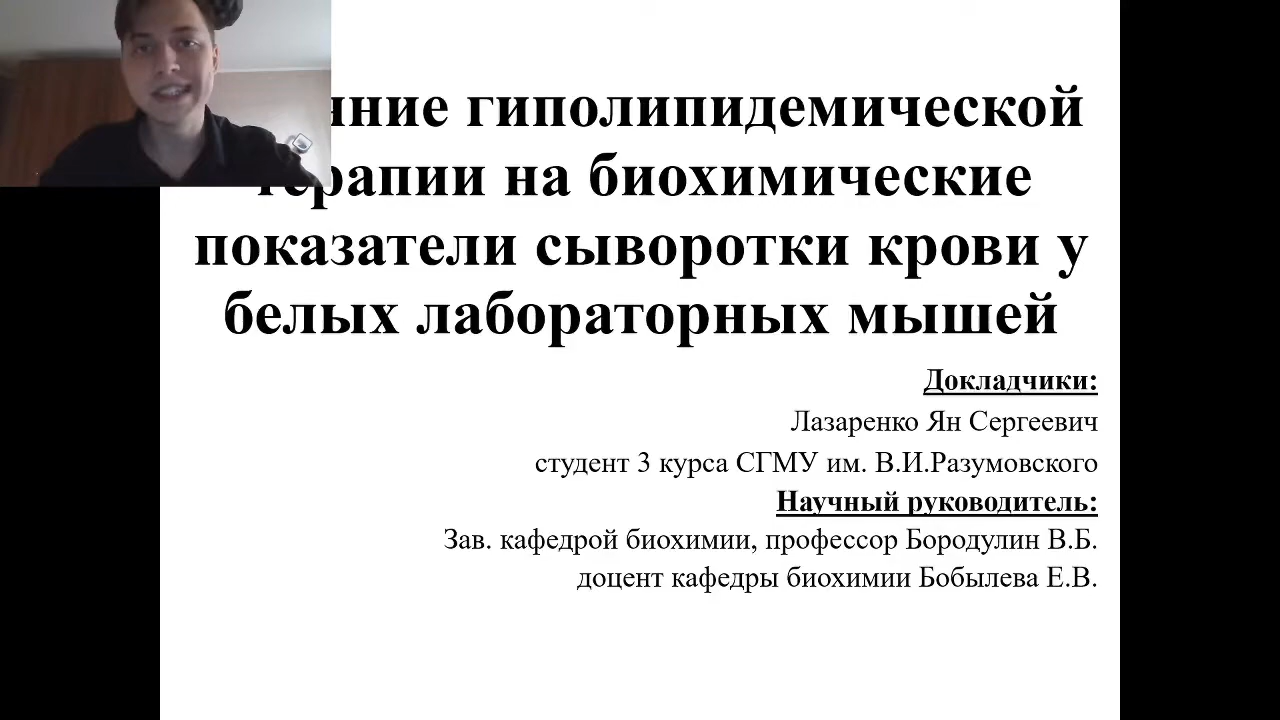 гиполипидемической
терапии на биохимические
показатели сыворотки крови у
белых лабораторных мышей
Докладчики:
Лазаренко Ян Сергеевич
студент 3 курса СГМУ им. В.И.Разумовского
Научный руководитель:
Зав. кафедрой биохимии, профессор Бородулин В.Б.
доцент кафедры биохимии Бобылева Е.В.